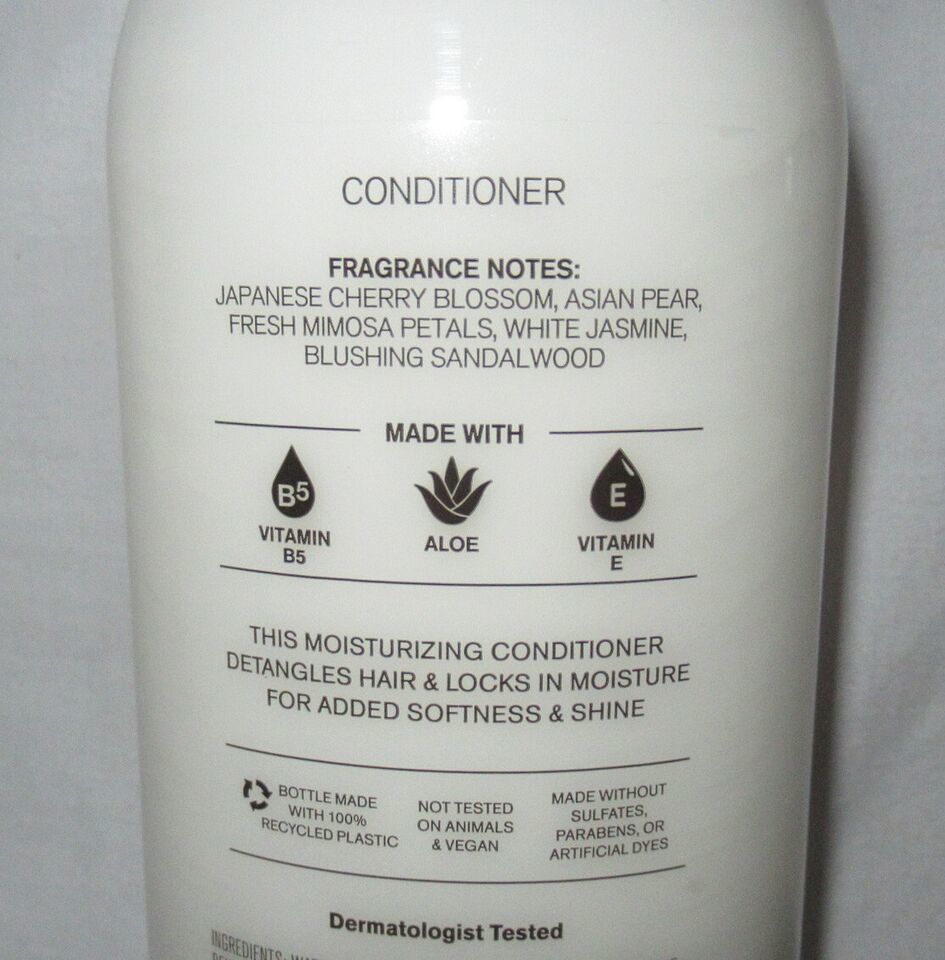 CONDITIONER
FRAGRANCE NOTES:
JAPANESE CHERRY BLOSSOM, ASIAN PEAR,
FRESH MIMOSA PETALS, WHITE JASMINE,
BLUSHING SANDALWOOD
MADE WITH
B5
E
VITAMIN
B5
ALOE
VITAMIN
E
THIS MOISTURIZING CONDITIONER
DETANGLES HAIR & LOCKS IN MOISTURE
FOR ADDED SOFTNESS & SHINE
BOTTLE MADE
WITH 100%
RECYCLED PLASTIC
NOT TESTED
ON ANIMALS
& VEGAN
MADE WITHOUT
SULFATES,
PARABENS, OR
ARTIFICIAL DYES
Dermatologist Tested
INGREDIENTS: